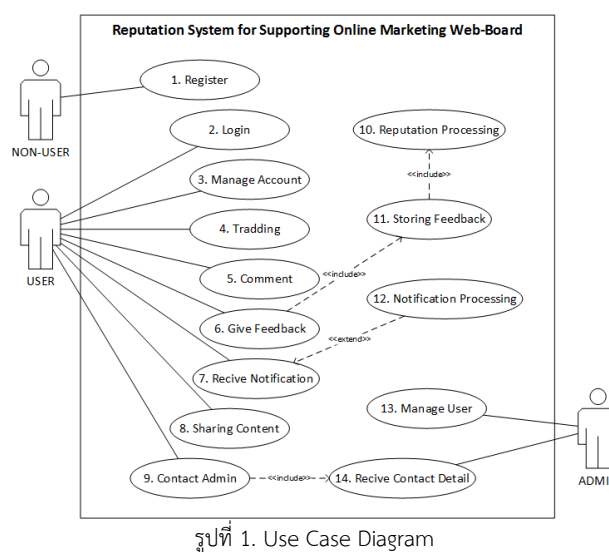 Reputation System for Supporting Online Marketing Web-Board
1. Register
NON-USER
2. Login
10. Reputation Processing
<<include>>
3. Manage Account
USER
4. Tradding
11. Storing Feedback
5. Comment
<<include>>
6. Give Feedback
12. Notification Processing
<<extend>>
7. Recive Notification
8. Sharing Content
13. Manage User
9. Contact Admin
<<include>>
14. Recive Contact Detail
ADMI
รูปที่ 1. Use Case Diagram